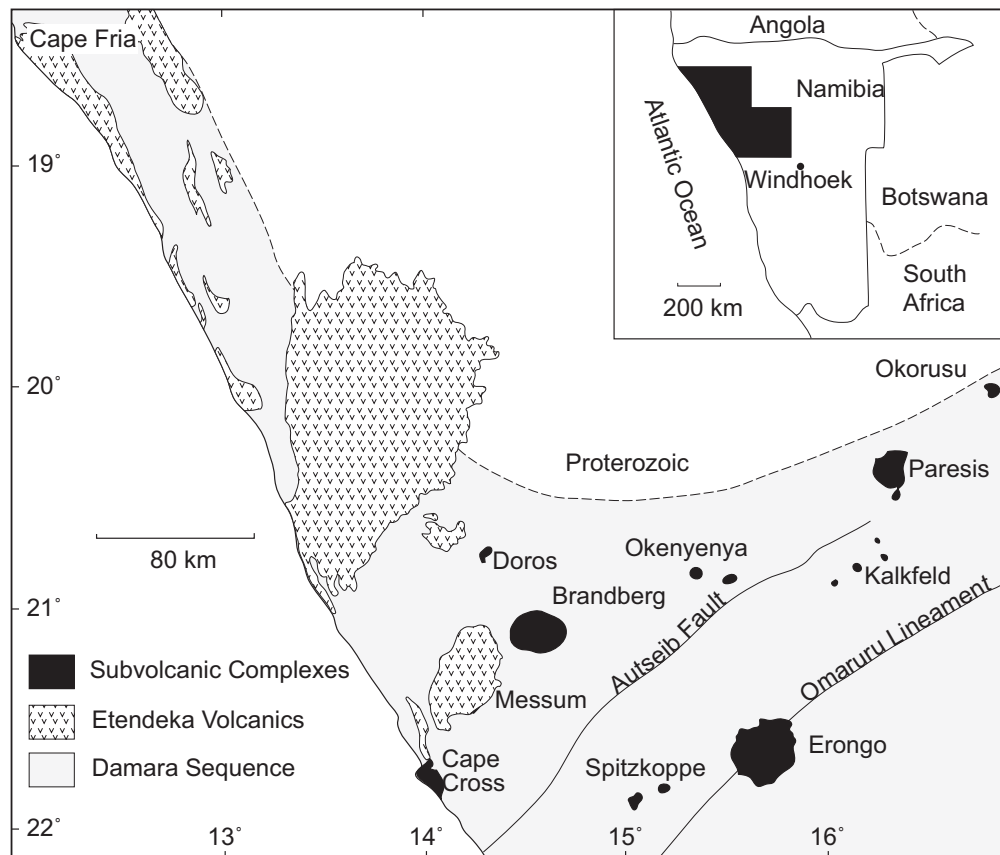 Cape Fria
Angola
Namibia
Atlantic Ocean
Windhoek
Botswana
South
Africa
200 km
19˚
20˚
21˚
22˚
Okorusu
Proterozoic
Paresis
80 km
Doros
Okenyenya
Kalkfeld
Brandberg
Autseib Fault
Omaruru Lineament
Messum
Subvolcanic Complexes
Etendeka Volcanics
Damara Sequence
Cape
Cross
Spitzkoppe
Erongo
13˚
14˚
15˚
16˚